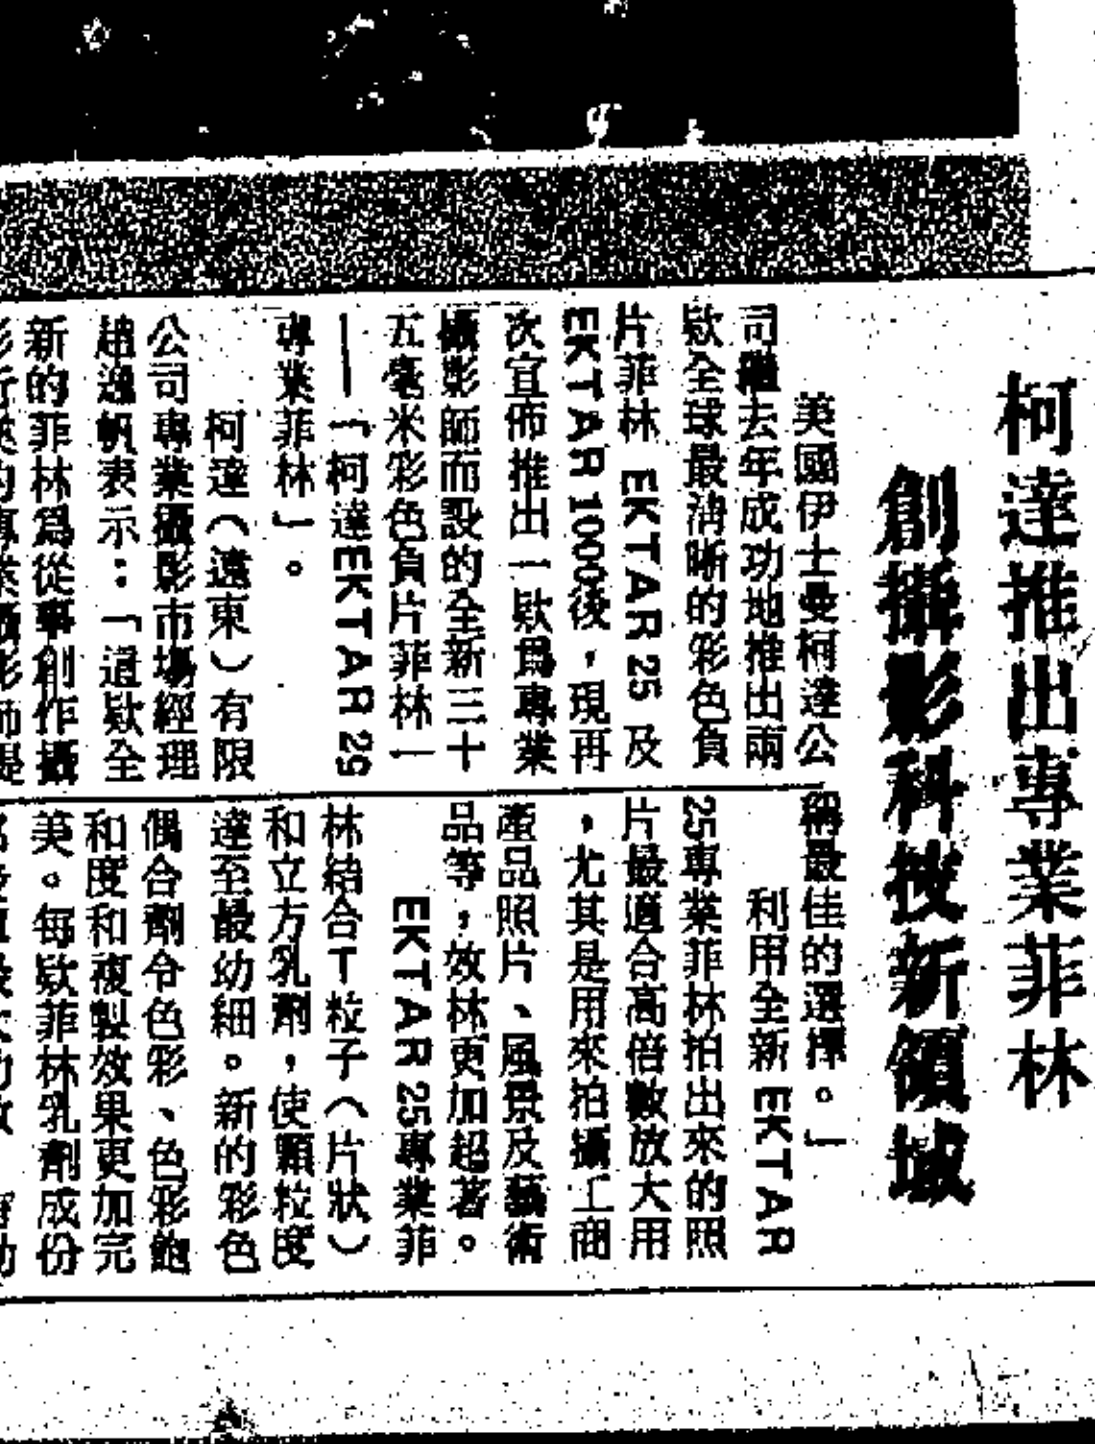 柯達推出專業菲林
創攝影科技新領域
美國伊士曼柯達公
司繼去年成功地推出兩
欵全球最清晰的彩色負
片菲林 EKTAR 25 及
EKTAR 1000後，現再
次宣佈推出一欵爲專業
攝影師而設的全新三十
五毫米彩色負片菲林—
——「柯達EKTAR 29
專業菲林」。
柯達（遠東）有限
公司專業攝影市場經理
趙逸帆表示：「這欵全
新的菲林爲從事創作攝
稱最佳的選擇。」
利用全新 EKTAR
25專業菲林拍出來的照
片最適合高倍數放大用
，尤其是用來拍攝工商
產品照片、風景及藝術
品等，效林更加超著。
EKTAR 25專業菲
林結合T粒子（片狀）
和立方乳劑，使顆粒度
達至最幼細。新的彩色
偶合劑令色彩、色彩飽
和度和複製效果更加完
美。每欵菲林乳劑成份